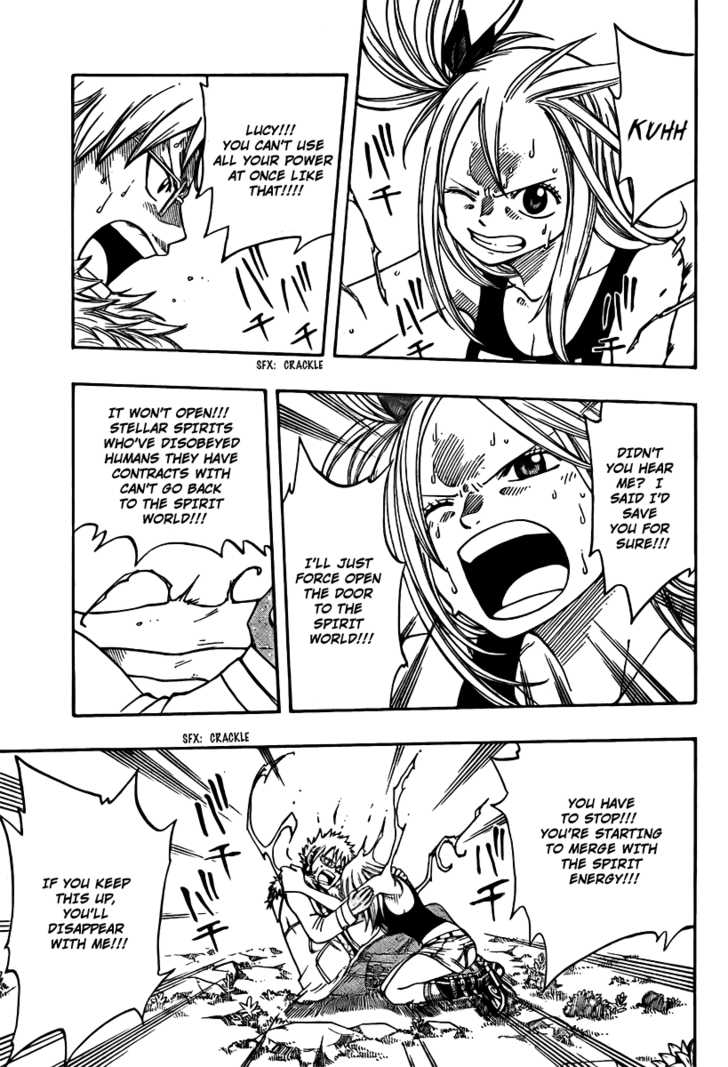 KUHH
LUCY!!!
YOU CAN'T USE
ALL YOUR POWER
AT ONCE LIKE
THAT!!!!
バチ
バチ
バチ
SFX: CRACKLE
DIDN'T
YOU HEAR
ME? I
SAID I'D
SAVE
YOU FOR
SURE!!!
I'LL JUST
FORCE OPEN
THE DOOR
TO THE
SPIRIT
WORLD!!!
IT WON'T OPEN!!!
STELLAR SPIRITS
WHO'VE DISOBEYED
HUMANS THEY HAVE
CONTRACTS WITH
CAN'T GO BACK
TO THE SPIRIT
WORLD!!!
SFX: CRACKLE
YOU HAVE
TO STOP!!!
YOU'RE STARTING
TO MERGE WITH
THE SPIRIT
ENERGY!!!
バチ
バチ
バチ
IF YOU KEEP
THIS UP,
YOU'LL
DISAPPEAR
WITH ME!!!